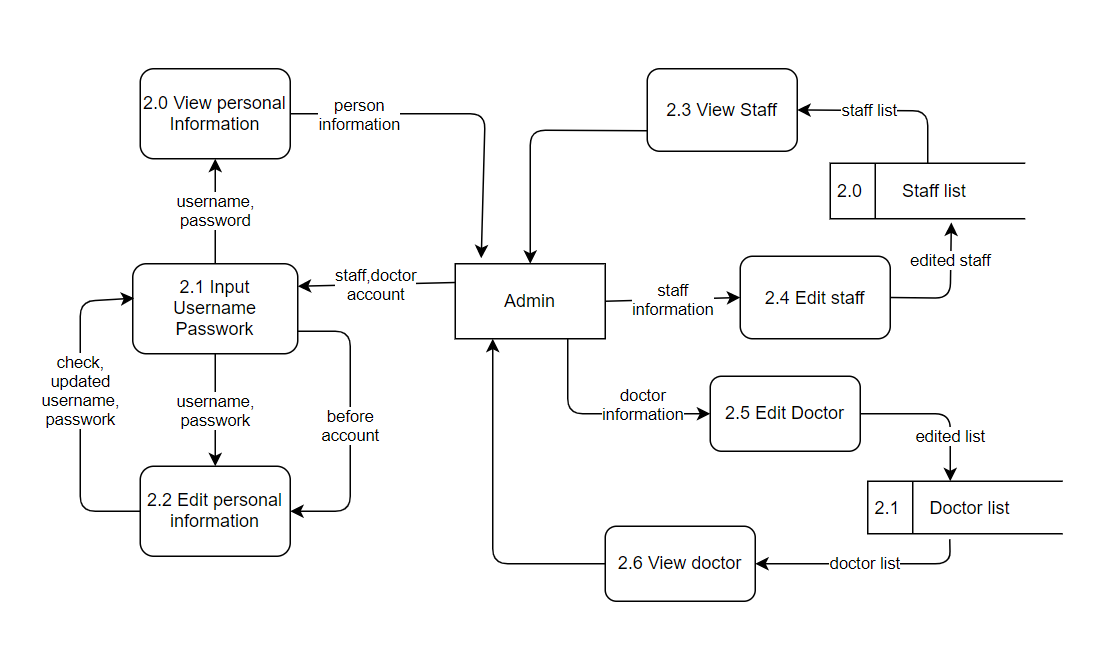 2.0 View personal
Information
person
information
2.3 View Staff
staff list
2.0
Staff list
username,
password
edited staff
2.1 Input
Username
Passwork
staff,doctor
account
Admin
staff
information
2.4 Edit staff
check,
updated
username,
passwork
username,
passwork
before
account
doctor
information
2.5 Edit Doctor
edited list
2.2 Edit personal
information
2.1
Doctor list
2.6 View doctor
doctor list